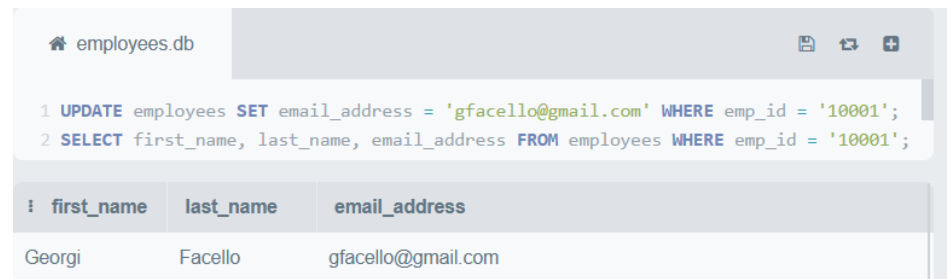 employees.db
1 UPDATE employees SET email_address = 'gfacello@gmail.com' WHERE emp_id = '10001';
2 SELECT first_name, last_name, email_address FROM employees WHERE emp_id = '10001';
first_name last_name email_address
Georgi Facello gfacello@gmail.com